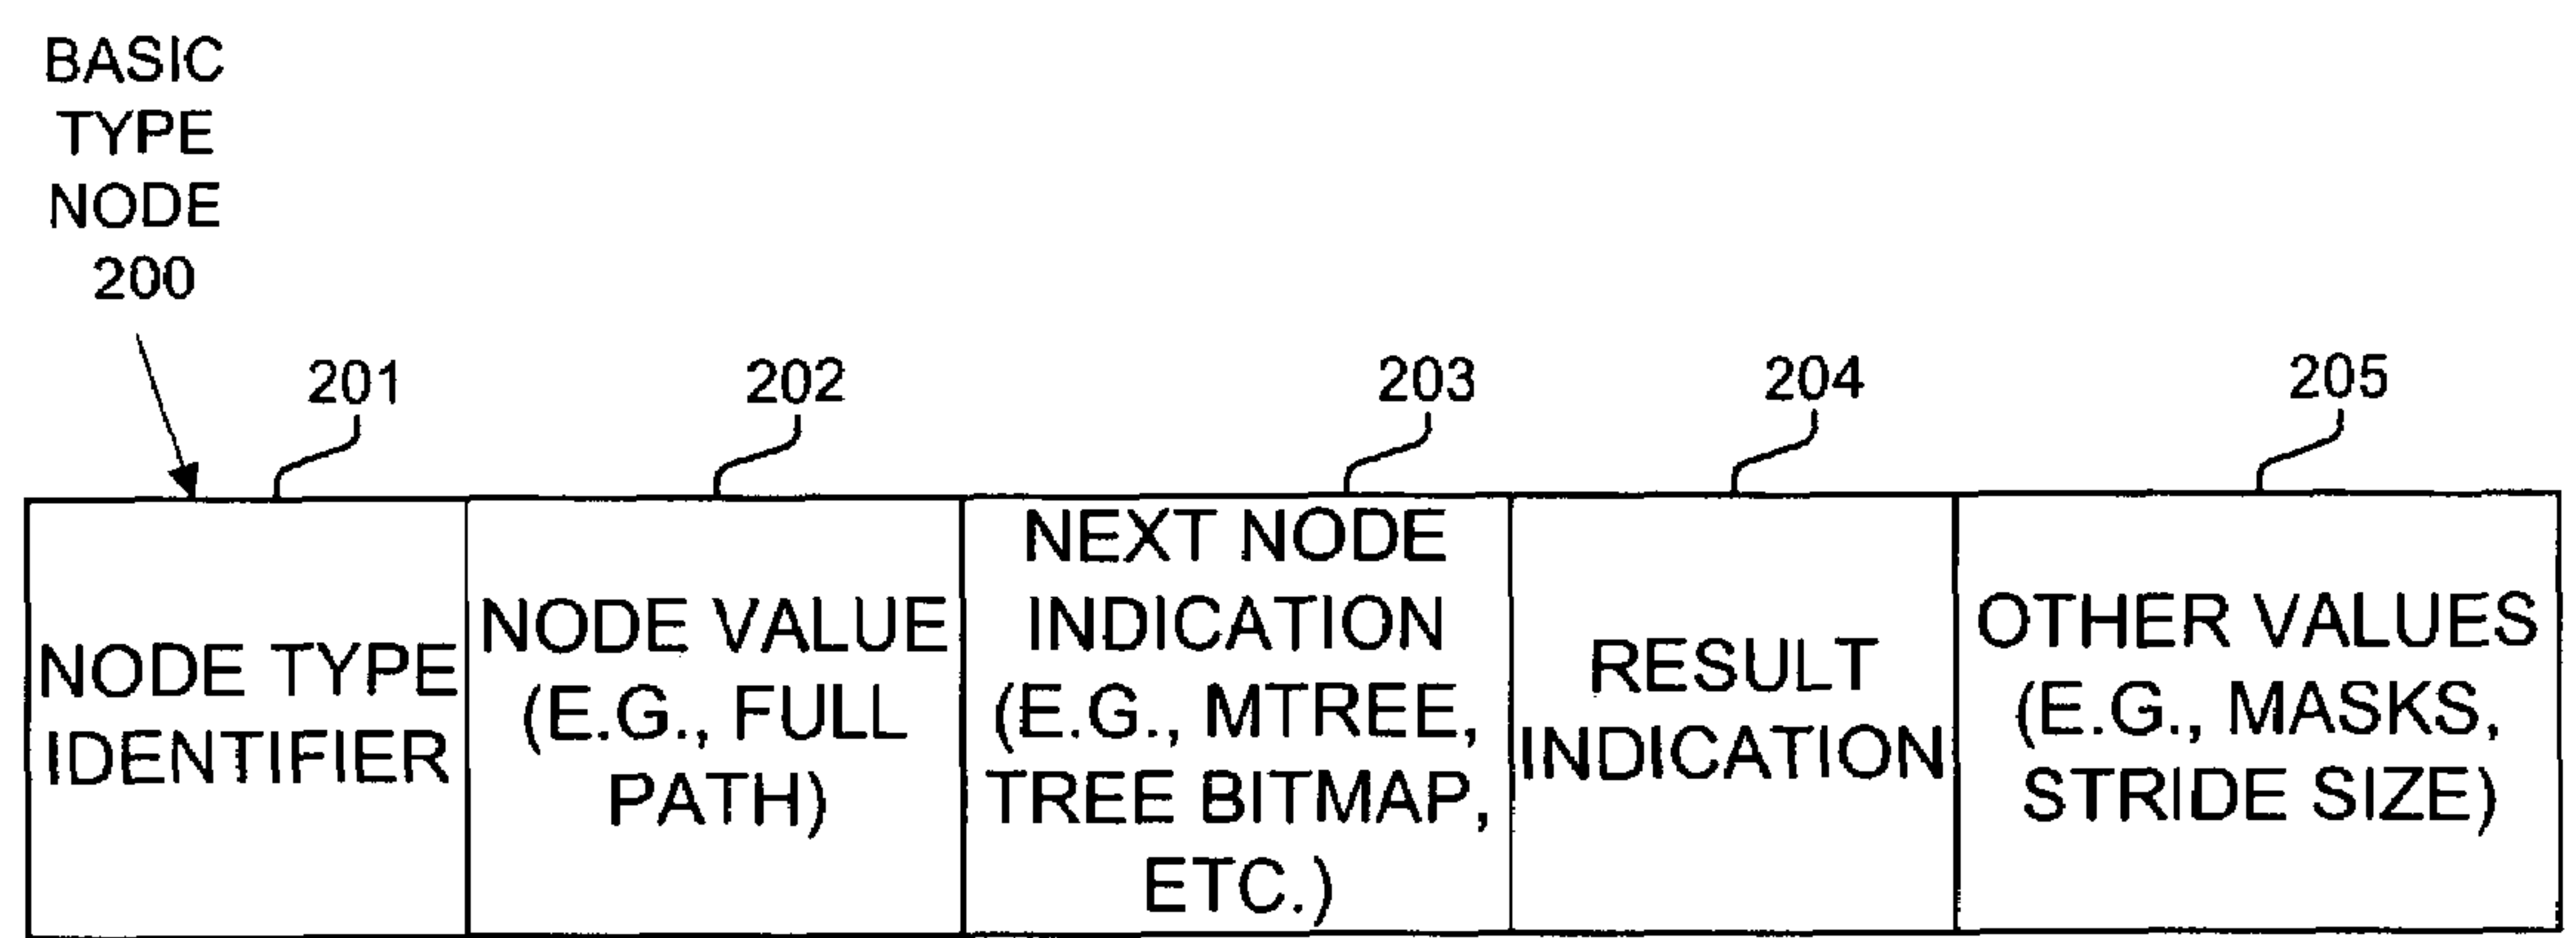 BASIC
TYPE
NODE
200
201
202
203
204
205
NODE TYPE
IDENTIFIER
NODE VALUE
(E.G., FULL
PATH)
NEXT NODE
INDICATION
(E.G., MTREE,
TREE BITMAP,
ETC.)
RESULT
INDICATION
OTHER VALUES
(E.G., MASKS,
STRIDE SIZE)